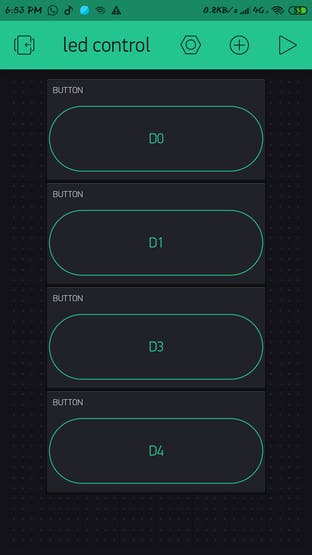 6:53 PM 0.2KB/s 4G
led control
BUTTON
D0
BUTTON
D1
BUTTON
D3
BUTTON
D4